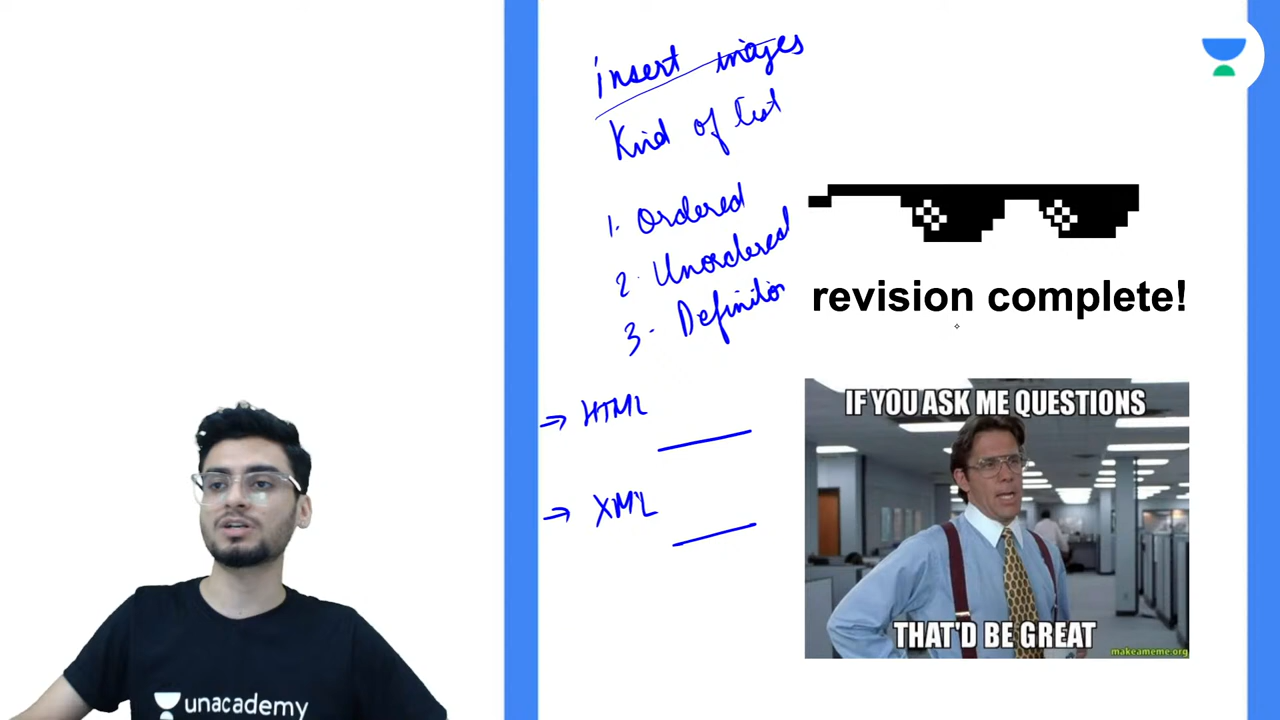 insert images
Kind of list
1. Ordered
2. Unordered
3- Definition
→ HTML
→ XML
revision complete!
IF YOU ASK ME QUESTIONS
THAT'D BE GREAT
makeameme.org
unacademy